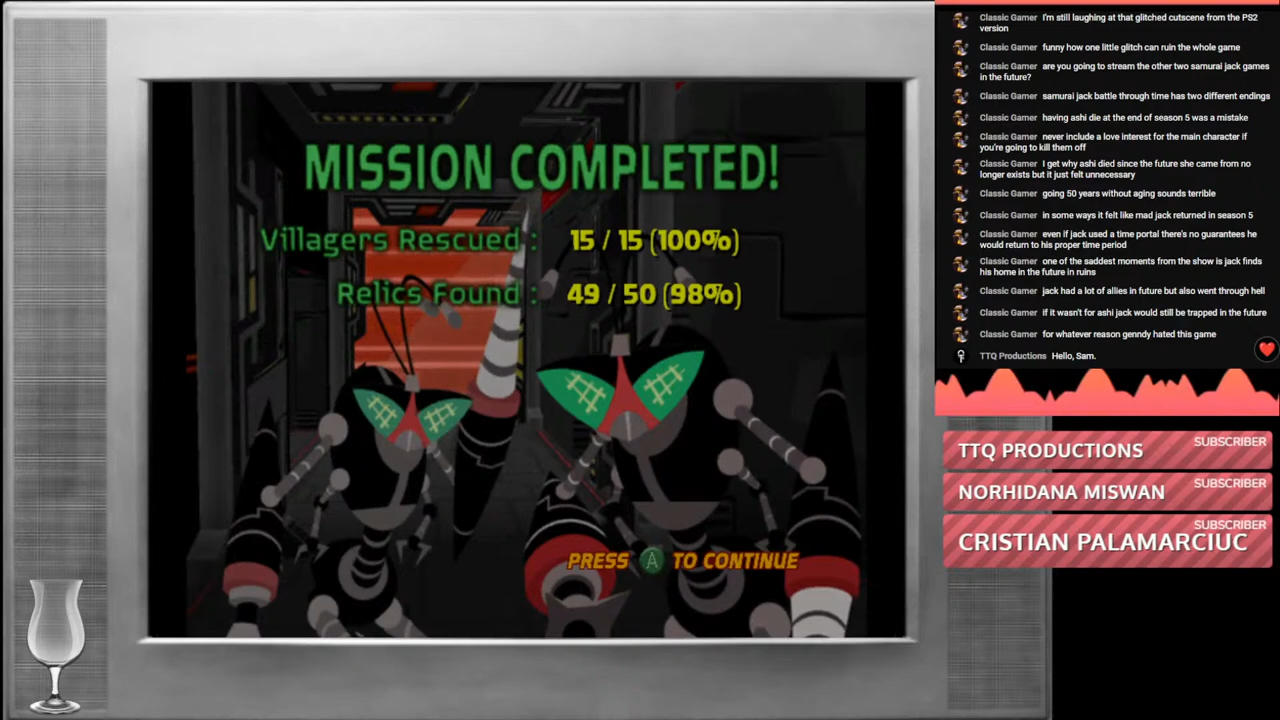 MISSION COMPLETED!
Villagers Rescued : 15 / 15 (100%)
Relics Found : 49 / 50 (98%)
PRESS A TO CONTINUE
Classic Gamer I'm still laughing at that glitched cutscene from the PS2
version
Classic Gamer funny how one little glitch can ruin the whole game
Classic Gamer are you going to stream the other two samurai jack games
in the future?
Classic Gamer samurai jack battle through time has two different endings
Classic Gamer having ashi die at the end of season 5 was a mistake
Classic Gamer never include a love interest for the main character if
you're going to kill them off
Classic Gamer I get why ashi died since the future she came from no
longer exists but it just felt unnecessary
Classic Gamer going 50 years without aging sounds terrible
Classic Gamer in some ways it felt like mad jack returned in season 5
Classic Gamer even if jack used a time portal there's no guarantees he
would return to his proper time period
Classic Gamer one of the saddest moments from the show is jack finds
his home in the future in ruins
Classic Gamer jack had a lot of allies in future but also went through hell
Classic Gamer if it wasn't for ashi jack would still be trapped in the future
Classic Gamer for whatever reason genndy hated this game
TTQ Productions Hello, Sam.
TTQ PRODUCTIONS SUBSCRIBER
NORHIDANA MISWAN SUBSCRIBER
CRISTIAN PALAMARCIUC SUBSCRIBER